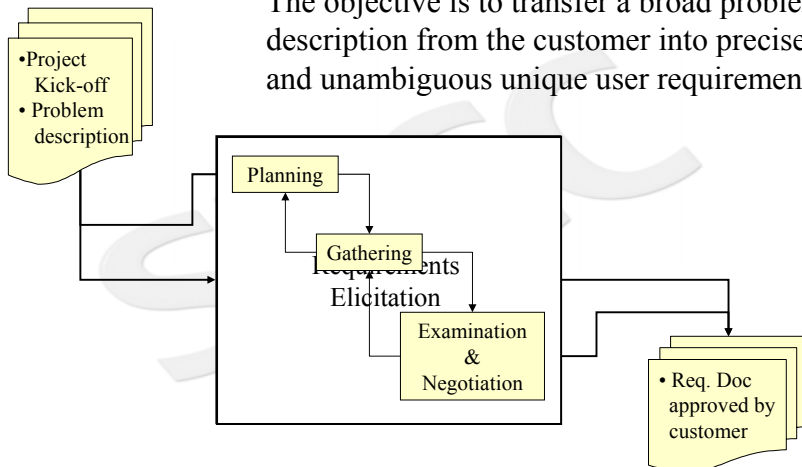 The objective is to transfer a broad problem
description from the customer into precise
and unambiguous unique user requiremen
•Project
Kick-off
• Problem
description
Planning
Gathering
Requirements
Elicitation
Examination
&
Negotiation
• Req. Doc
approved by
customer